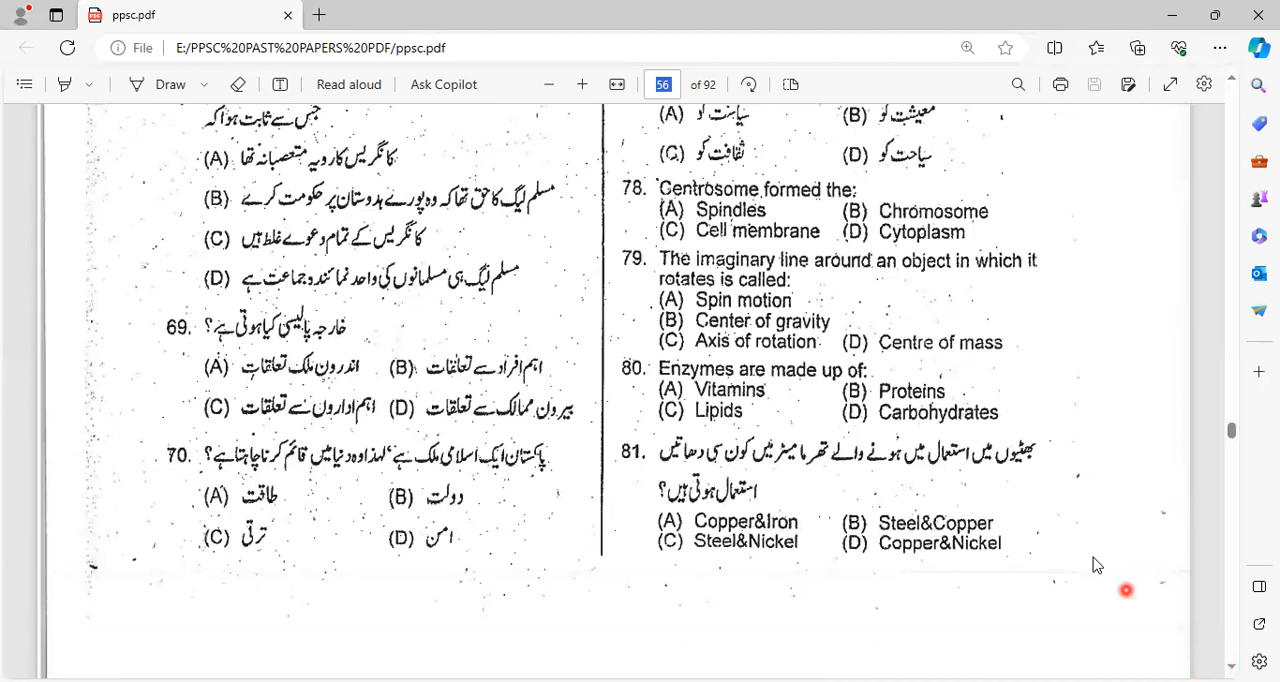 ppsc.pdf
File E:/PPSC%20PAST%20PAPERS%20PDF/ppsc.pdf
Draw Read aloud Ask Copilot 56 of 92
جس سے ثابت ہوا کہ
(A) کانگریس کا رویہ متعصبانہ تھا
(B) مسلم لیگ کا حق تھا کہ وہ پورے ہندوستان پر حکومت کرے
(C) کانگریس کے تمام دعوے غلط ہیں
(D) مسلم لیگ ہی مسلمانوں کی واحد نمائندہ جماعت ہے
69. خارجہ پالیسی کیا ہوتی ہے؟
(A) اندرون ملک تعلقات (B) اہم افراد سے تعلقات
(C) اہم اداروں سے تعلقات (D) بیرون ممالک سے تعلقات
70. پاکستان ایک اسلامی ملک ہے، لہذا وہ دنیا میں قائم کرنا چاہتا ہے؟
(A) طاقت (B) دولت
(C) ترقی (D) امن
(A) سیاست کو (B) معیشت کو
(C) ثقافت کو (D) سیاحت کو
78. Centrosome formed the:
(A) Spindles (B) Chromosome
(C) Cell membrane (D) Cytoplasm
79. The imaginary line around an object in which it
rotates is called:
(A) Spin motion
(B) Center of gravity
(C) Axis of rotation (D) Centre of mass
80. Enzymes are made up of:
(A) Vitamins (B) Proteins
(C) Lipids (D) Carbohydrates
81. بھٹیوں میں استعمال میں ہونے والے تھرمامیٹر میں کون سی دھاتیں
استعمال ہوتی ہیں؟
(A) Copper&Iron (B) Steel&Copper
(C) Steel&Nickel (D) Copper&Nickel